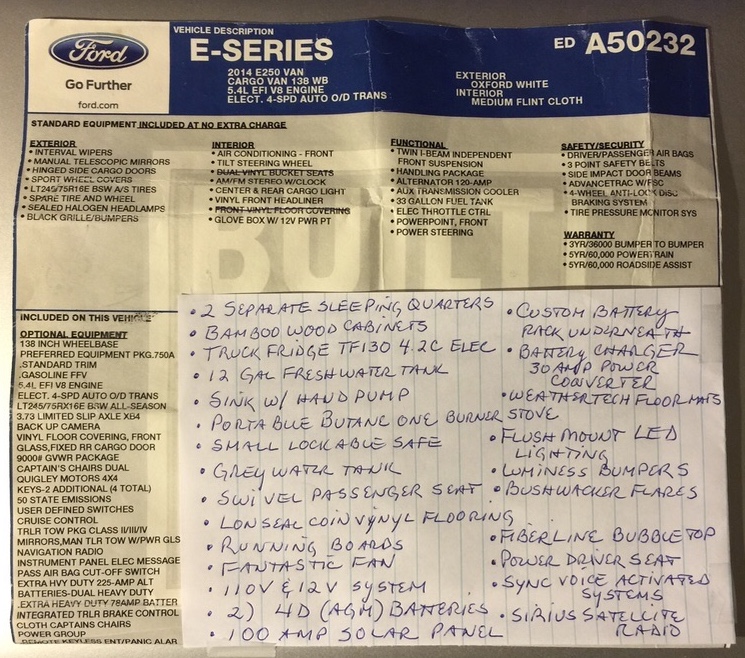 Ford
Go Further
ford.com
VEHICLE DESCRIPTION
E-SERIES
2014 E250 VAN
CARGO VAN 138 WB
5.4L EFI V8 ENGINE
ELECT. 4-SPD AUTO O/D TRANS
EXTERIOR
OXFORD WHITE
INTERIOR
MEDIUM FLINT CLOTH
ED A50232
STANDARD EQUIPMENT INCLUDED AT NO EXTRA CHARGE
EXTERIOR
• INTERVAL WIPERS
• MANUAL TELESCOPIC MIRRORS
• HINGED SIDE CARGO DOORS
• SPORT WHEEL COVERS
• LT245/75R16E BSW A/S TIRES
• SPARE TIRE AND WHEEL
• SEALED HALOGEN HEADLAMPS
• BLACK GRILLE/BUMPERS
INTERIOR
• AIR CONDITIONING - FRONT
• TILT STEERING WHEEL
• DUAL VINYL BUCKET SEATS
• AM/FM STEREO W/CLOCK
• CENTER & REAR CARGO LIGHT
• VINYL FRONT HEADLINER
• FRONT VINYL FLOOR COVERING
• GLOVE BOX W/ 12V PWR PT
FUNCTIONAL
• TWIN I-BEAM INDEPENDENT
FRONT SUSPENSION
• HANDLING PACKAGE
• ALTERNATOR 120-AMP
• AUX TRANSMISSION COOLER
• 33 GALLON FUEL TANK
• ELEC THROTTLE CTRL
• POWERPOINT, FRONT
• POWER STEERING
SAFETY/SECURITY
• DRIVER/PASSENGER AIR BAGS
• 3 POINT SAFETY BELTS
• SIDE IMPACT DOOR BEAMS
• ADVANCETRAC W/RSC
• 4-WHEEL ANTI-LOCK DISC
BRAKING SYSTEM
• TIRE PRESSURE MONITOR SYS
WARRANTY
• 3YR/36000 BUMPER TO BUMPER
• 5YR/60,000 POWERTRAIN
• 5YR/60,000 ROADSIDE ASSIST
BUILT
INCLUDED ON THIS VEHICLE
OPTIONAL EQUIPMENT
138 INCH WHEELBASE
PREFERRED EQUIPMENT PKG.750A
.STANDARD TRIM
.GASOLINE FFV
5.4L EFI V8 ENGINE
ELECT. 4-SPD AUTO O/D TRANS
LT245/75RX16E BSW ALL-SEASON
3.73 LIMITED SLIP AXLE X64
BACK UP CAMERA
VINYL FLOOR COVERING, FRONT
GLASS,FIXED RR CARGO DOOR
9000# GVWR PACKAGE
CAPTAIN'S CHAIRS DUAL
QUIGLEY MOTORS 4X4
KEYS-2 ADDITIONAL (4 TOTAL)
50 STATE EMISSIONS
USER DEFINED SWITCHES
CRUISE CONTROL
TRLR TOW PKG CLASS II/III/IV
MIRRORS,MAN TLR TOW W/PWR GLS
NAVIGATION RADIO
INSTRUMENT PANEL ELEC MESSAGE
PASS AIR BAG CUT-OFF SWITCH
EXTRA HVY DUTY 225-AMP ALT
BATTERIES-DUAL HEAVY
.EXTRA HEAVY DUTY 78AMP BATTER
INTEGRATED TRLR BRAKE CONTROL
CLOTH CAPTAINS CHAIRS
POWER GROUP
REMOTE KEYLESS ENT/PANIC ALAR
• 2 SEPARATE SLEEPING QUARTERS
• BAMBOO WOOD CABINETS
• TRUCK FRIDGE TF130 4.2C ELEC
• 12 GAL FRESHWATER TANK
• SINK W/ HAND PUMP
• PORTABLE BUTANE ONE BURNER STOVE
• SMALL LOCKABLE SAFE
• GREY WATER TANK
• SWIVEL PASSENGER SEAT
• LONSEAL COIN VINYL FLOORING
• RUNNING BOARDS
• FANTASTIC FAN
• 110V & 12V SYSTEM
• 2) 4D (AGM) BATTERIES
• 100 AMP SOLAR PANEL
• CUSTOM BATTERY
RACK UNDERNEATH
• BATTERY CHARGER
30 AMP POWER
CONVERTER
• WEATHERTECH FLOOR MATS
• FLUSH MOUNT LED
LIGHTING
• LUMINESS BUMPERS
• BUSHWACKER FLARES
• FIBERLINE BUBBLE TOP
• POWER DRIVER SEAT
• SYNC VOICE ACTIVATED
SYSTEMS
• SIRIUS SATELLITE
RADIO